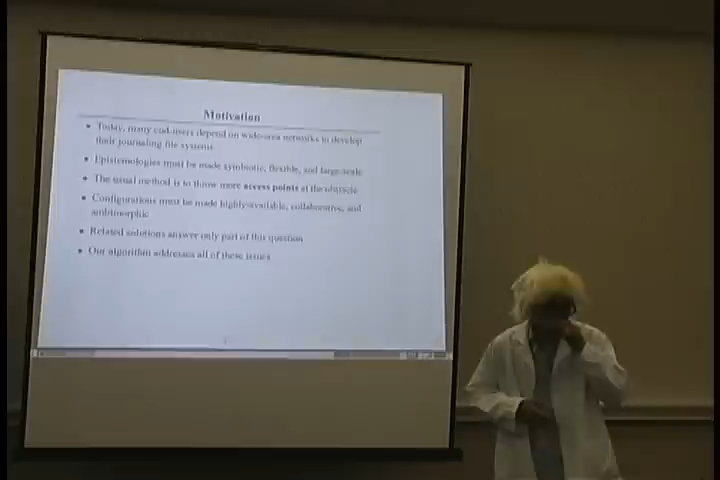 Motivation
Today, many end-users depend on wide-area networks to develop
their journaling file systems
Epistemologies must be made symbiotic, flexible, and large-scale
The usual method is to throw more access points at the obstacle
Configurations must be made highly-available, collaborative, and
ambimorphic
Related solutions answer only part of this question
Our algorithm addresses all of these issues